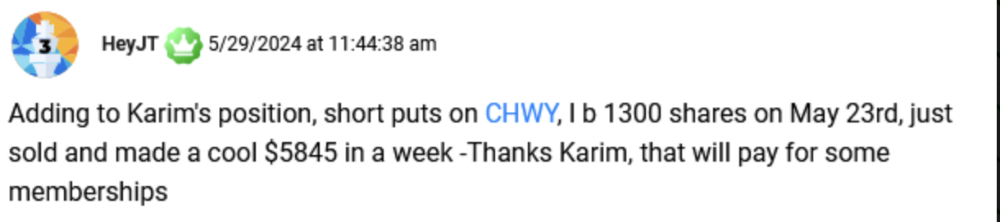 3
HeyJT 5/29/2024 at 11:44:38 am
Adding to Karim's position, short puts on CHWY, I b 1300 shares on May 23rd, just
sold and made a cool $5845 in a week -Thanks Karim, that will pay for some
memberships